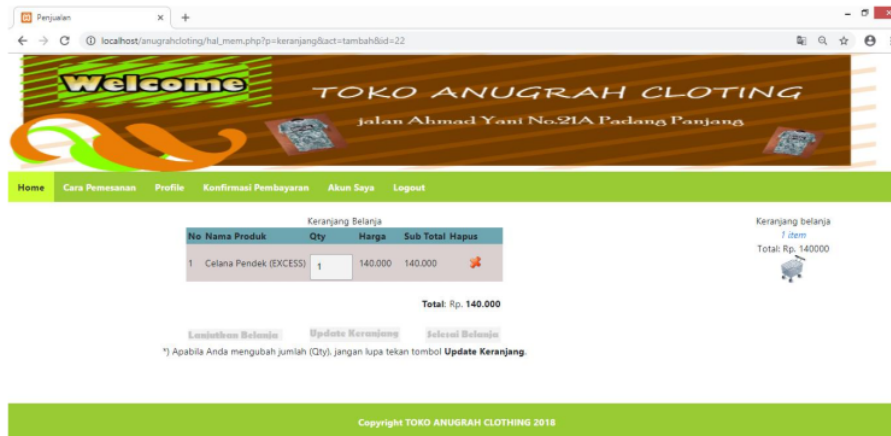 Penjualan
localhost/anugrahcloting/hal_mem.php?p=keranjang&act=tambah&id=22
Welcome
TOKO ANUGRAH CLOTING
jalan Ahmad Yani No.21A Padang Panjang
Home Cara Pemesanan Profile Konfirmasi Pembayaran Akun Saya Logout
Keranjang Belanja
No Nama Produk Qty Harga Sub Total Hapus
1 Celana Pendek (EXCESS) 1 140.000 140.000
Total: Rp. 140.000
Lanjutkan Belanja Update Keranjang Selesai Belanja
*) Apabila Anda mengubah jumlah (Qty), jangan lupa tekan tombol Update Keranjang.
Keranjang belanja
1 item
Total: Rp. 140000
Copyright TOKO ANUGRAH CLOTHING 2018